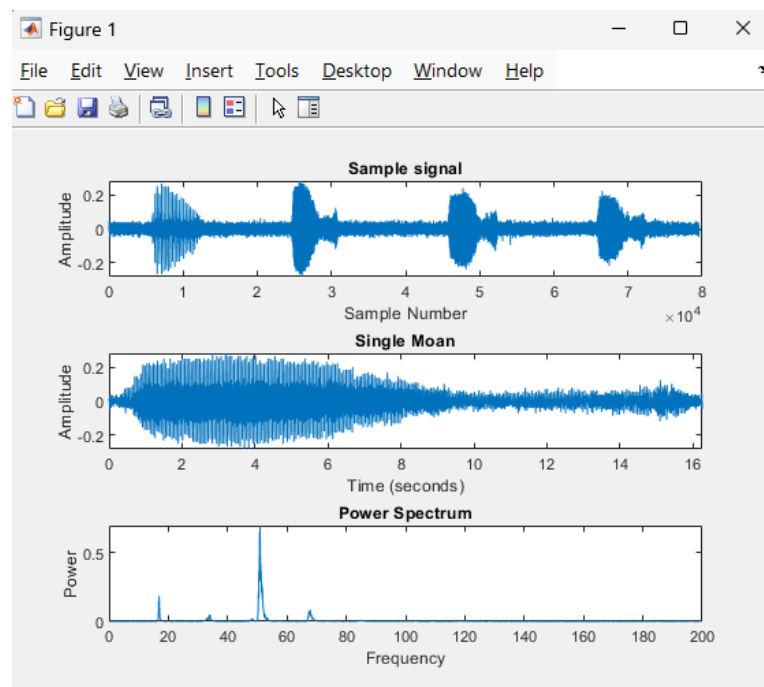 Figure 1
File Edit View Insert Tools Desktop Window Help
Sample signal
Amplitude
0.2
0
-0.2
0 1 2 3 4 5 6 7 8
Sample Number
×10^4
Single Moan
Amplitude
0.2
0
-0.2
0 2 4 6 8 10 12 14 16
Time (seconds)
Power Spectrum
Power
0.5
0
0 20 40 60 80 100 120 140 160 180 200
Frequency